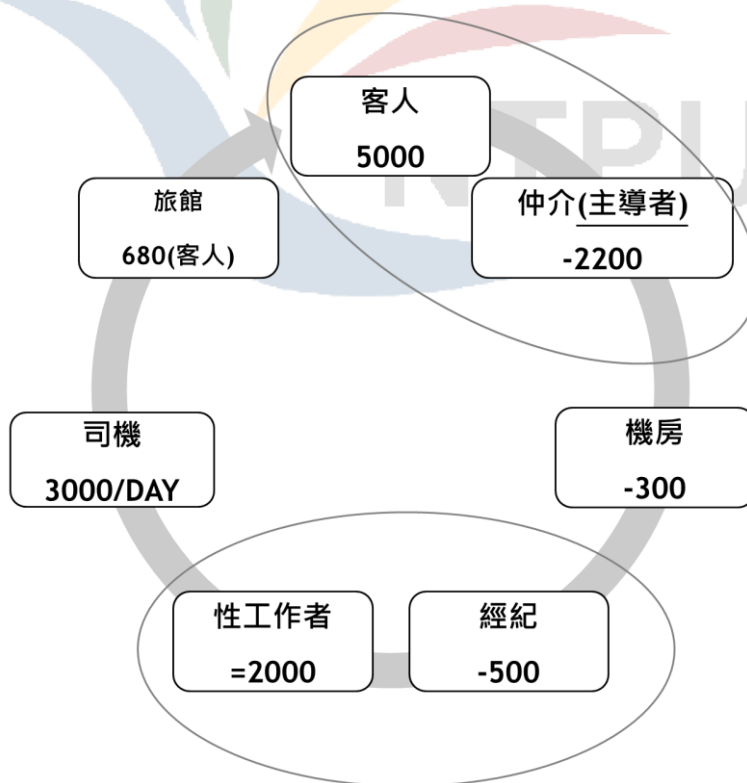 客人
5000
仲介(主導者)
-2200
機房
-300
經紀
-500
性工作者
=2000
司機
3000/DAY
旅館
680(客人)
NTPU